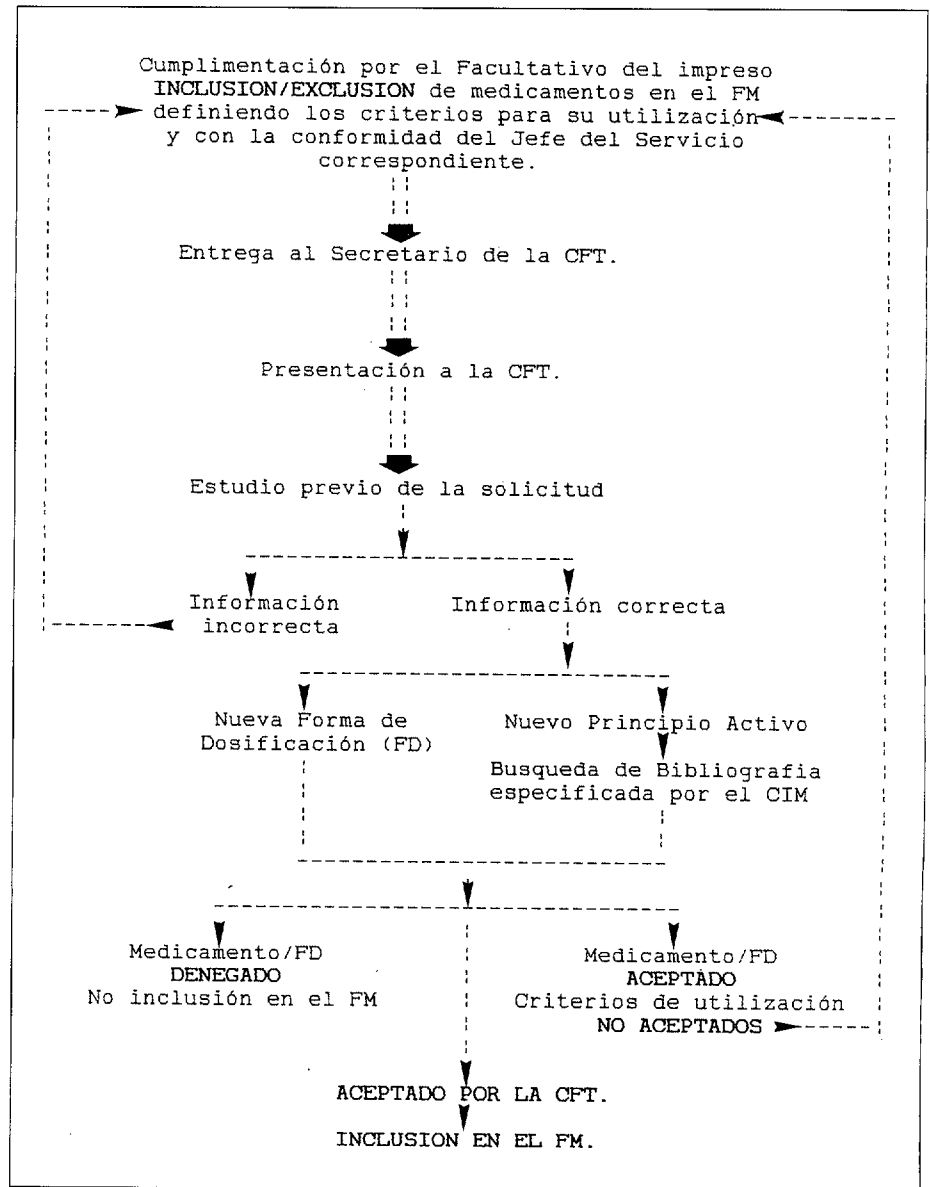 Cumplimentación por el Facultativo del impreso
INCLUSION/EXCLUSION de medicamentos en el FM
definiendo los criterios para su utilización
y con la conformidad del Jefe del Servicio
correspondiente.
Entrega al Secretario de la CFT.
Presentación a la CFT.
Estudio previo de la solicitud
Información
incorrecta
Información correcta
Nueva Forma de
Dosificación (FD)
Nuevo Principio Activo
Busqueda de Bibliografia
especificada por el CIM
Medicamento/FD
DENEGADO
No inclusión en el FM
Medicamento/FD
ACEPTADO
Criterios de utilización
NO ACEPTADOS
ACEPTADO POR LA CFT.
INCLUSION EN EL FM.